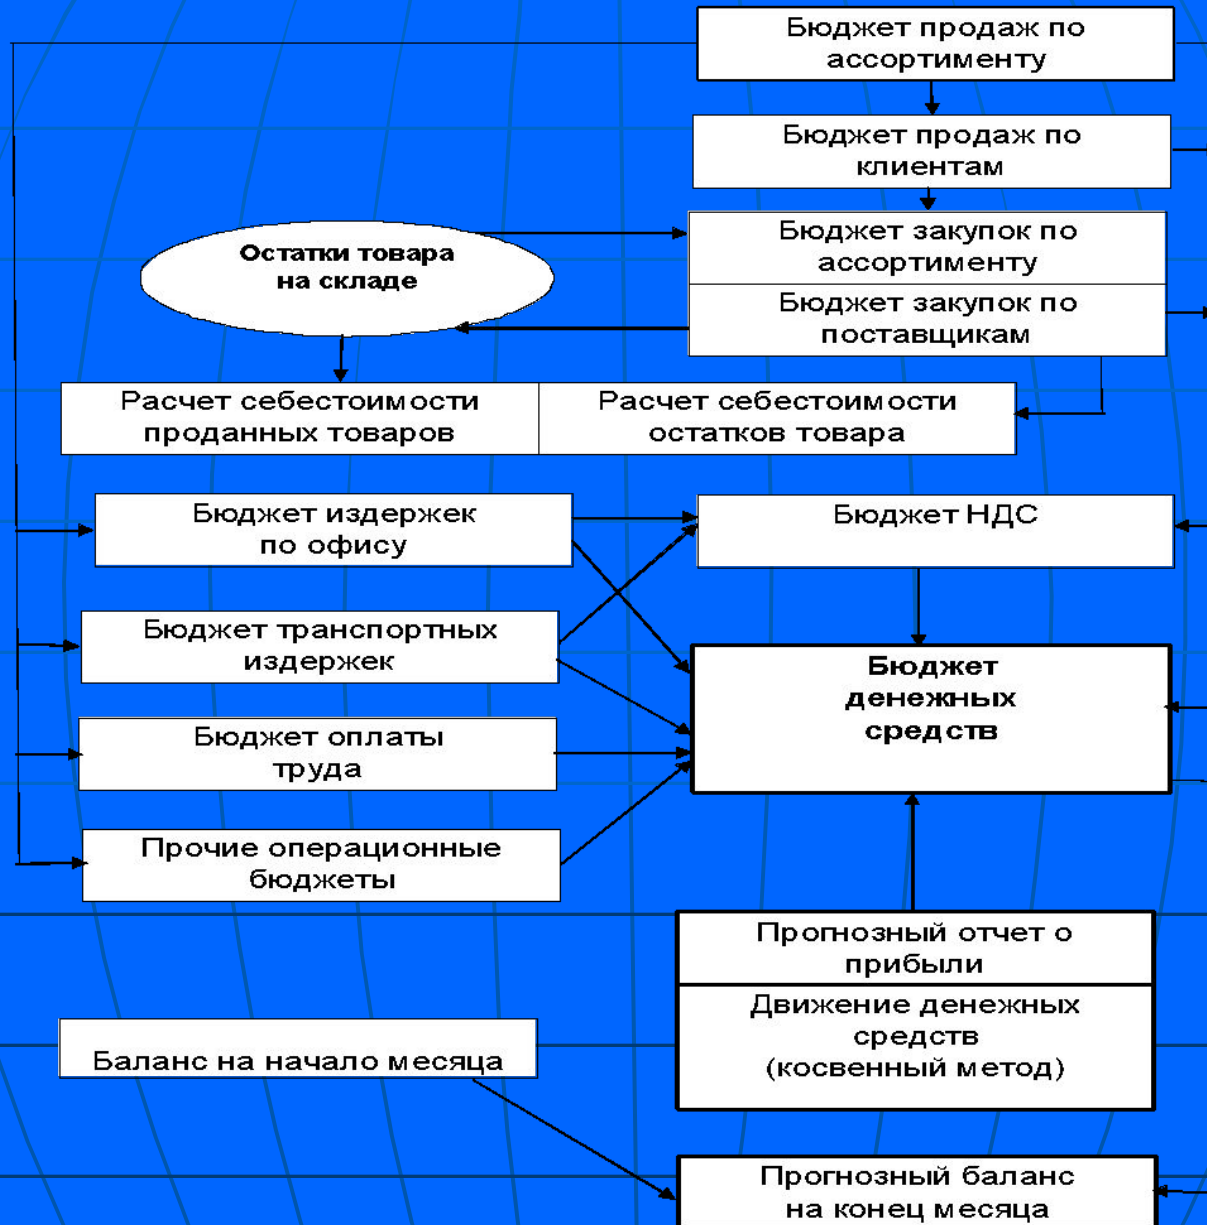 Бюджет продаж по
ассортименту
Бюджет продаж по
клиентам
Остатки товара
на складе
Бюджет закупок по
ассортименту
Бюджет закупок по
поставщикам
Расчет себестоимости
проданных товаров
Расчет себестоимости
остатков товара
Бюджет издержек
по офису
Бюджет НДС
Бюджет транспортных
издержек
Бюджет
денежных
средств
Бюджет оплаты
труда
Прочие операционные
бюджеты
Прогнозный отчет о
прибыли
Движение денежных
средств
(косвенный метод)
Баланс на начало месяца
Прогнозный баланс
на конец месяца